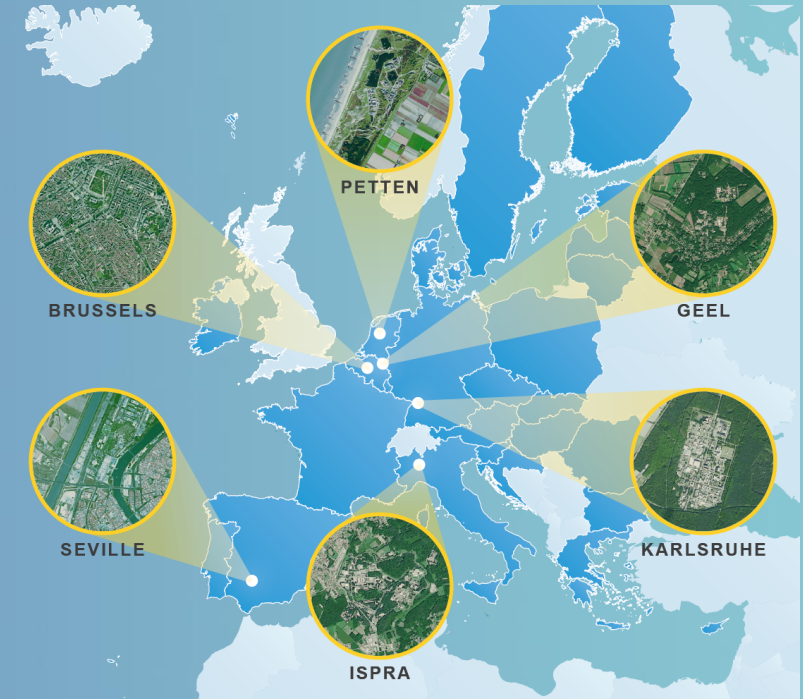 PETTEN
BRUSSELS
GEEL
SEVILLE
KARLSRUHE
ISPRA